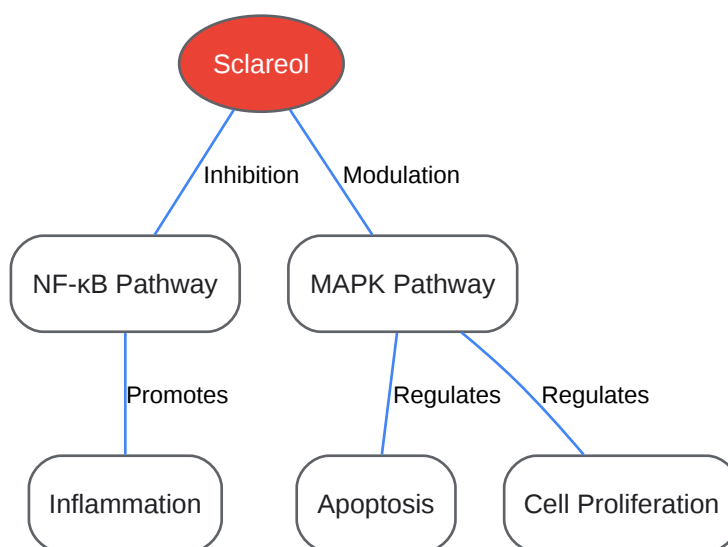 Sclareol
Inhibition
Modulation
NF-κB Pathway
MAPK Pathway
Promotes
Regulates
Regulates
Inflammation
Apoptosis
Cell Proliferation